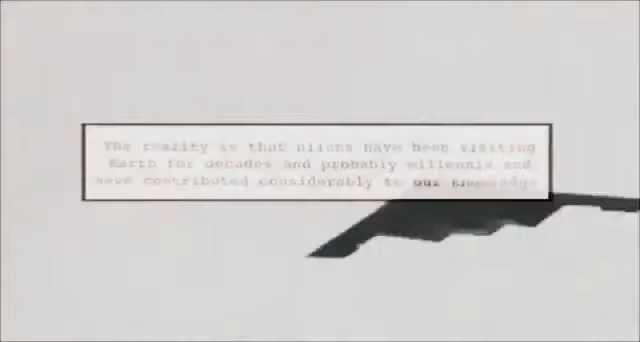 The reality is that aliens have been visiting
Earth for decades and probably millennia and
have contributed considerably to our knowledge